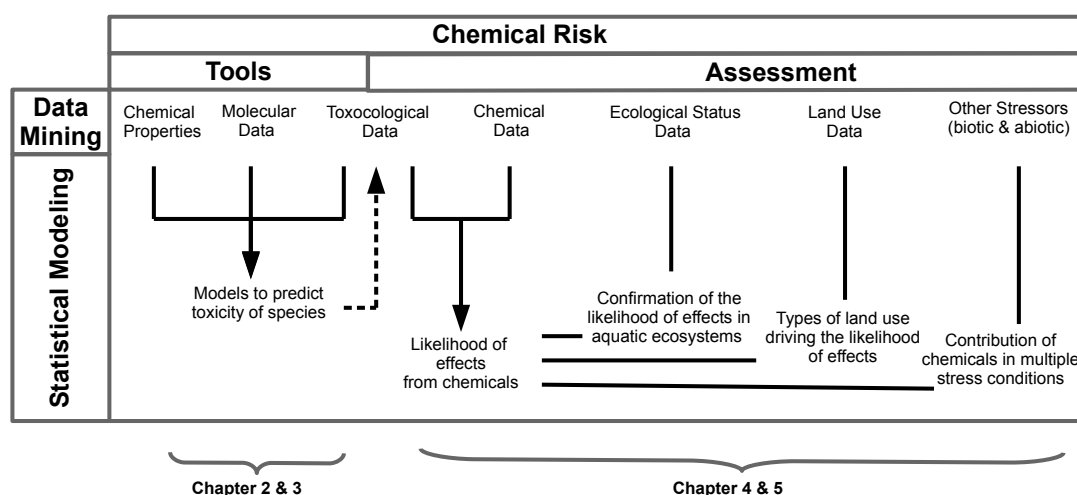 Chemical Risk
Tools
Assessment
Data
Mining
Chemical
Properties
Molecular
Data
Toxocological
Data
Chemical
Data
Ecological Status
Data
Land Use
Data
Other Stressors
(biotic & abiotic)
Statistical Modeling
Models to predict
toxicity of species
Likelihood of
effects
from chemicals
Confirmation of the
likelihood of effects in
aquatic ecosystems
Types of land use
driving the likelihood
of effects
Contribution of
chemicals in multiple
stress conditions
Chapter 2 & 3
Chapter 4 & 5